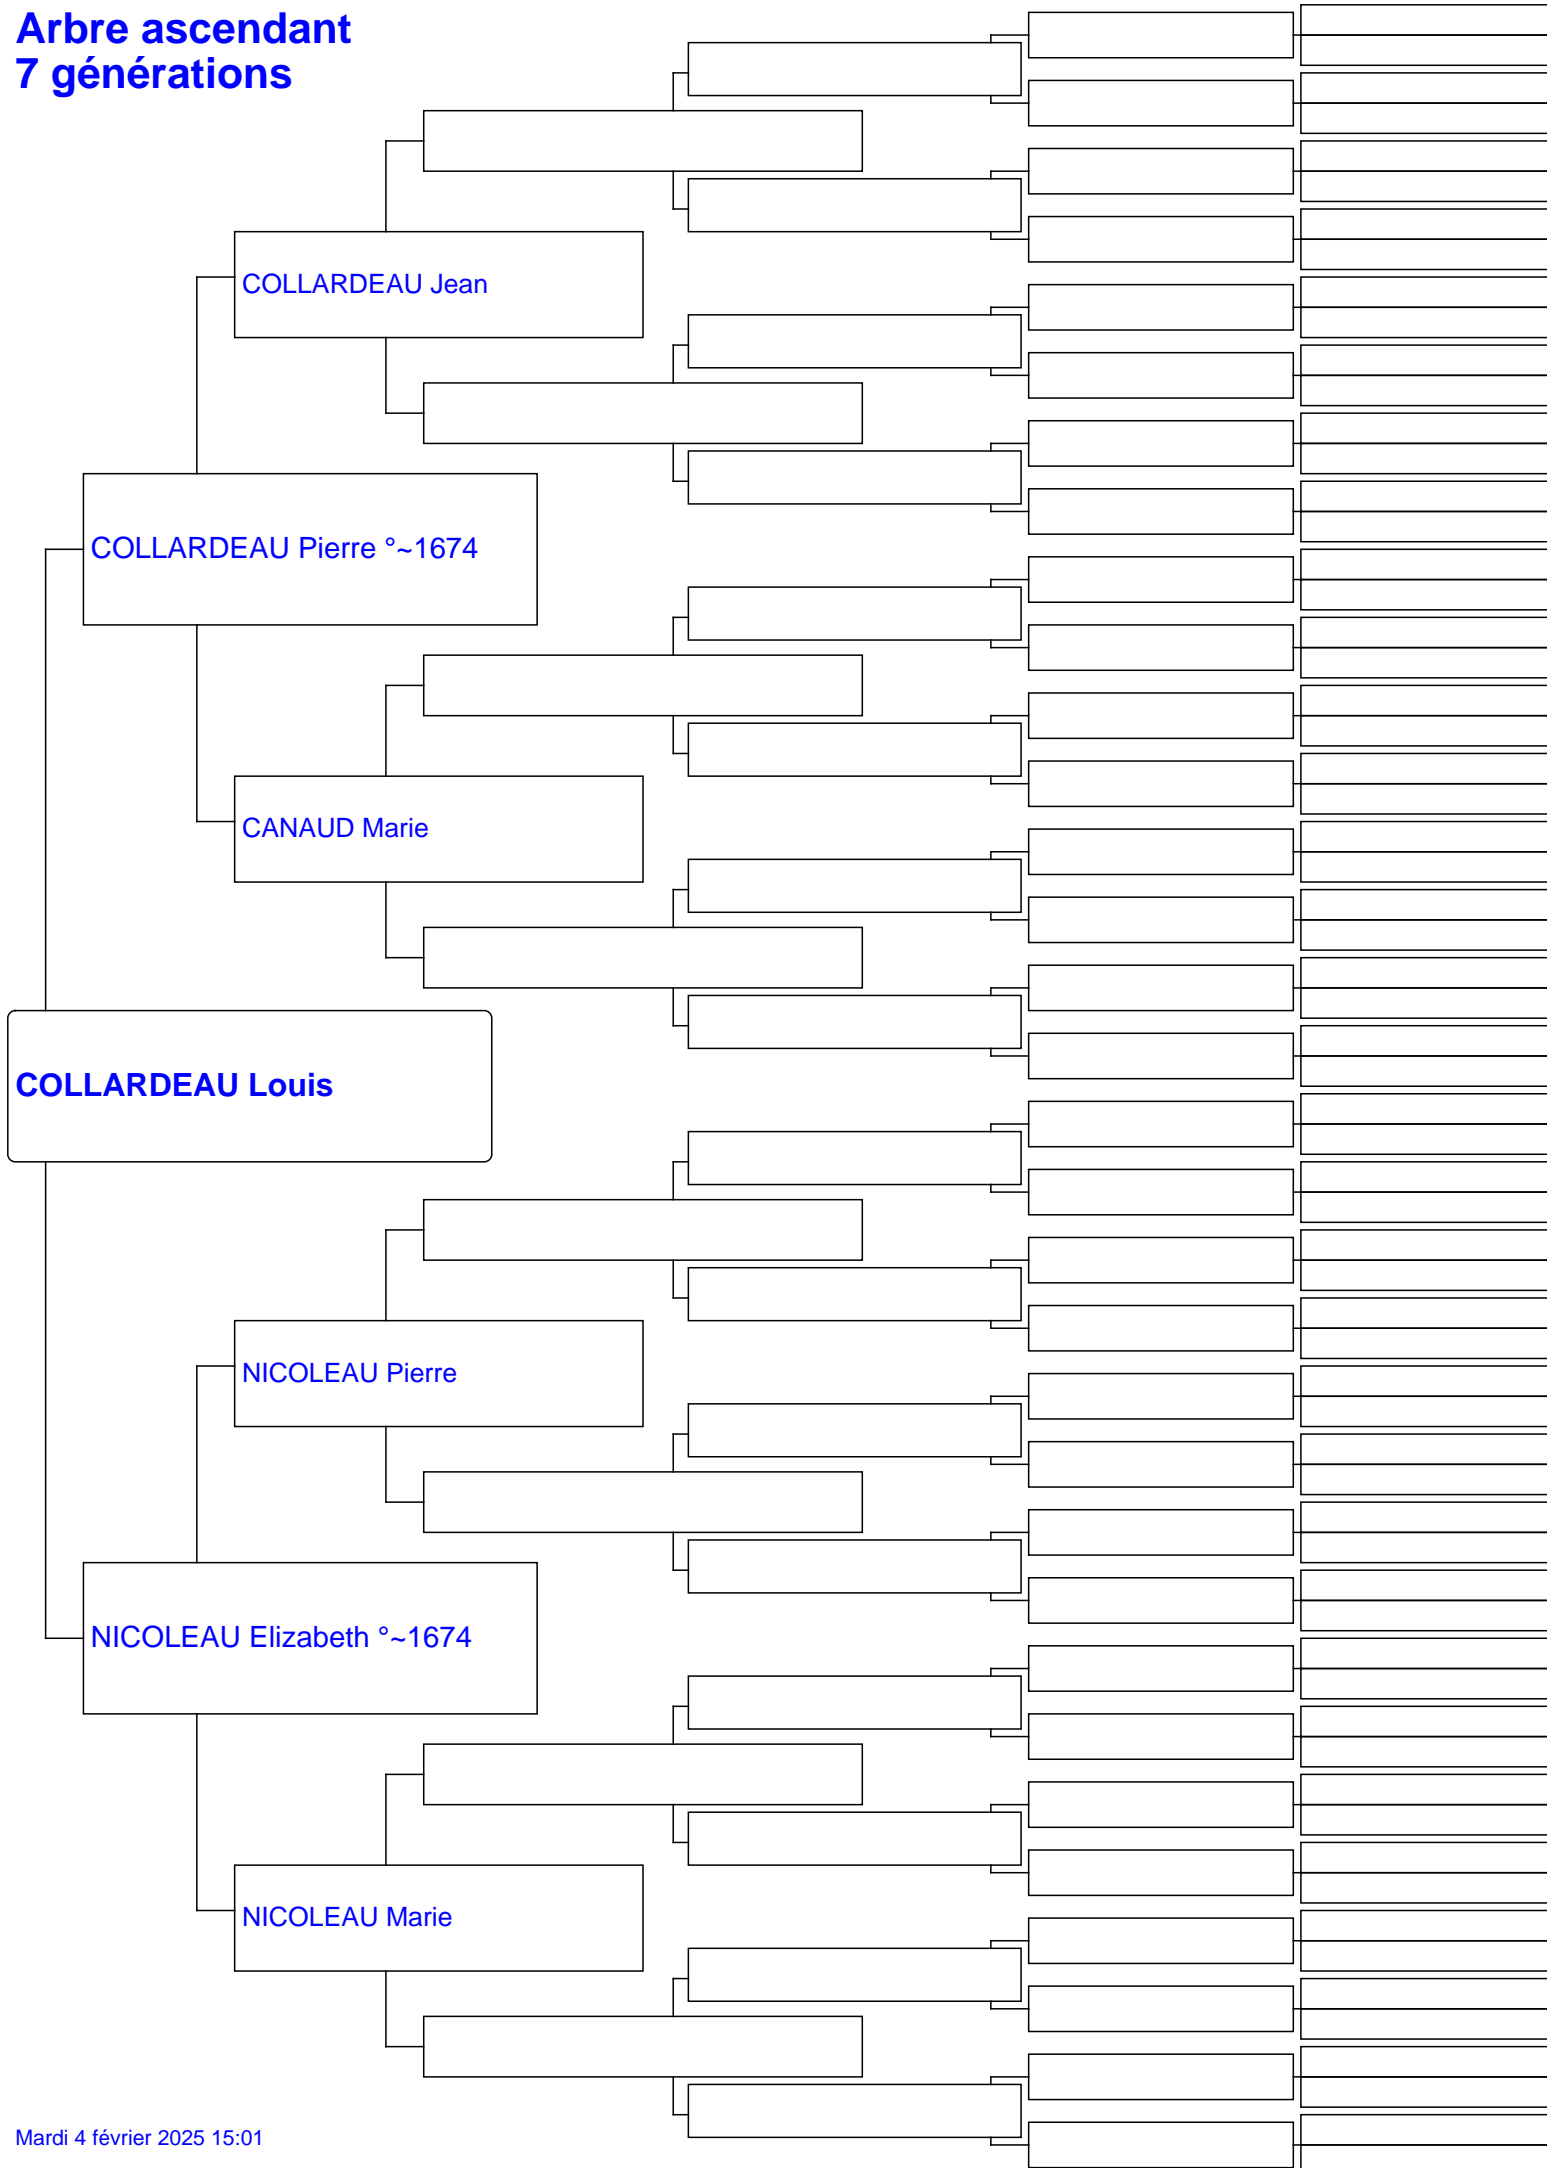 Arbre ascendant
7 générations
COLLARDEAU Jean
COLLARDEAU Pierre °~1674
CANAUD Marie
COLLARDEAU Louis
NICOLEAU Pierre
NICOLEAU Elizabeth °~1674
NICOLEAU Marie
Mardi 4 février 2025 15:01